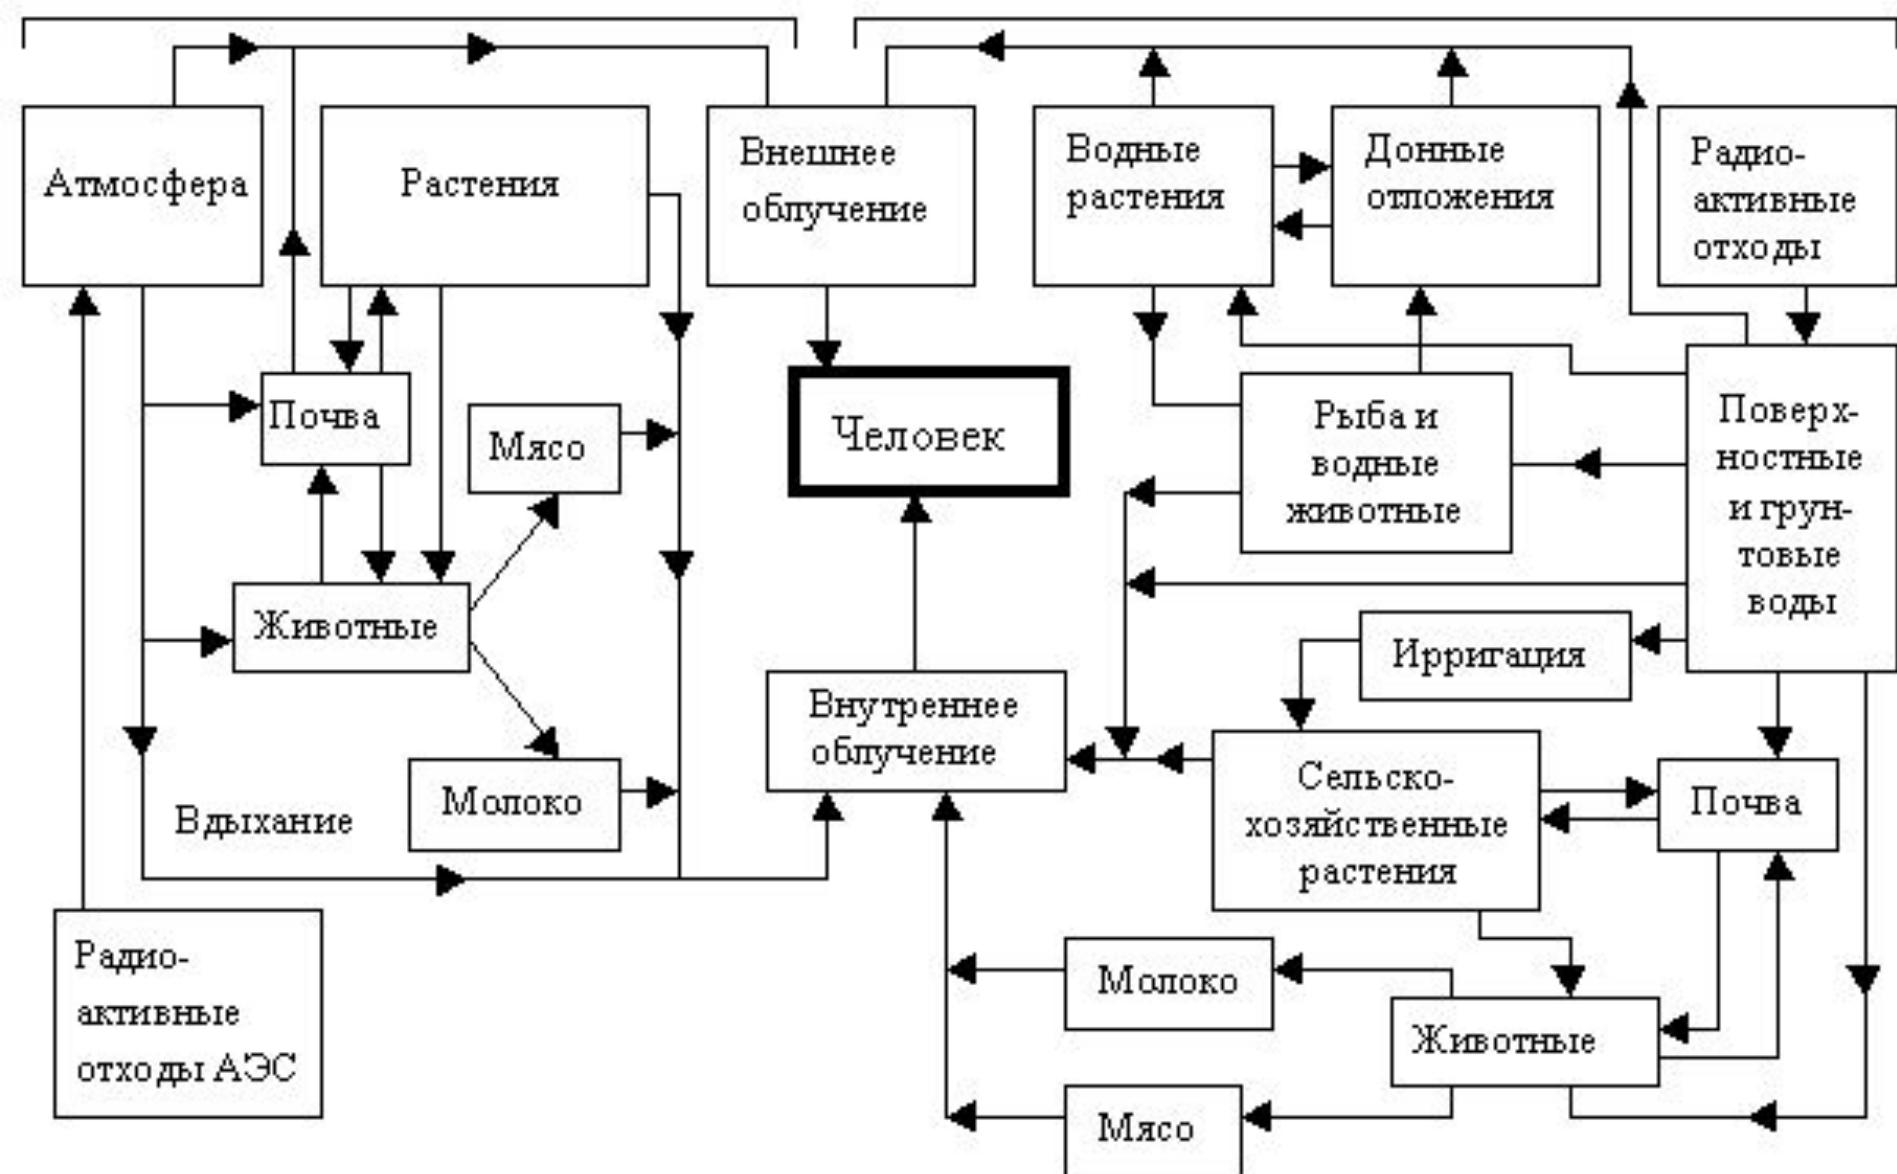 Атмосфера
Растения
Внешнее
облучение
Водные
растения
Донные
отложения
Радио-
активные
отходы
Почва
Мясо
Человек
Рыба и
водные
животные
Поверх-
ностные
и грун-
товые
воды
Животные
Ирригация
Внутреннее
облучение
Молоко
Вдыхание
Сельско-
хозяйственные
растения
Почва
Радио-
активные
отходы АЭС
Молоко
Животные
Мясо